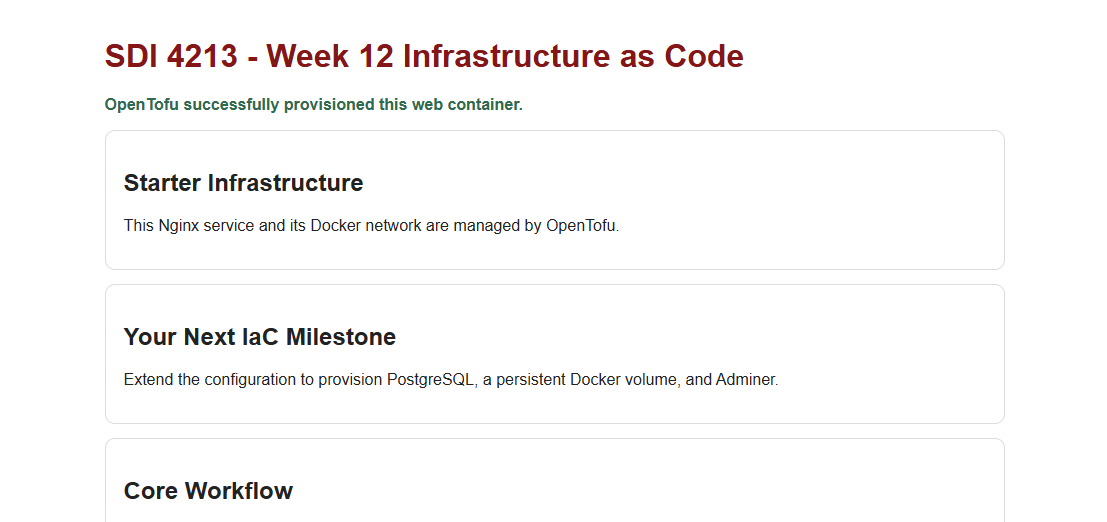 SDI 4213 - Week 12 Infrastructure as Code
OpenTofu successfully provisioned this web container.
Starter Infrastructure
This Nginx service and its Docker network are managed by OpenTofu.
Your Next IaC Milestone
Extend the configuration to provision PostgreSQL, a persistent Docker volume, and Adminer.
Core Workflow